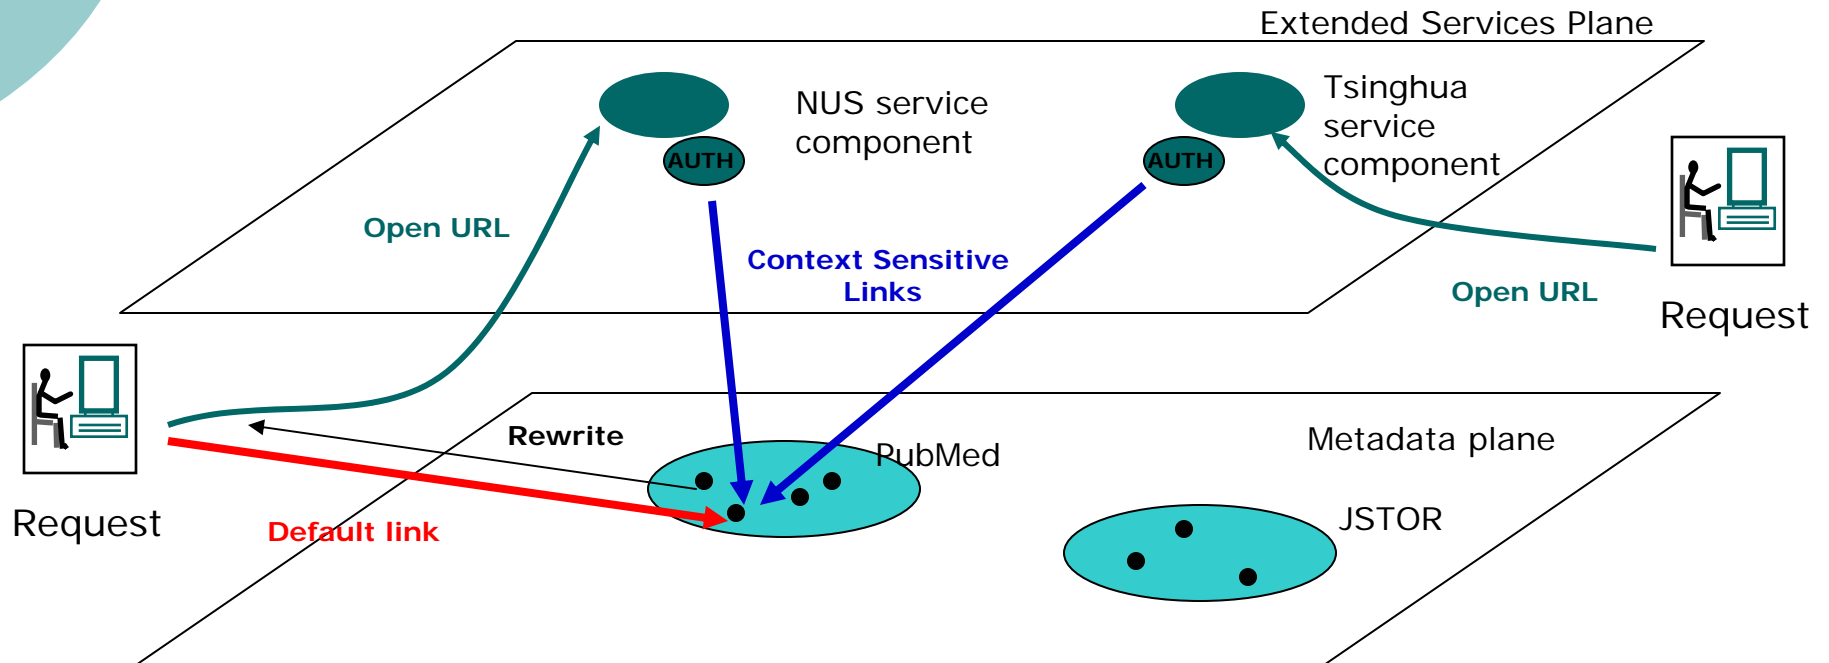 Extended Services Plane
NUS service
component
Tsinghua
service
component
AUTH
AUTH
Open URL
Context Sensitive
Links
Open URL
Request
Rewrite
PubMed
Metadata plane
Request
Default link
JSTOR